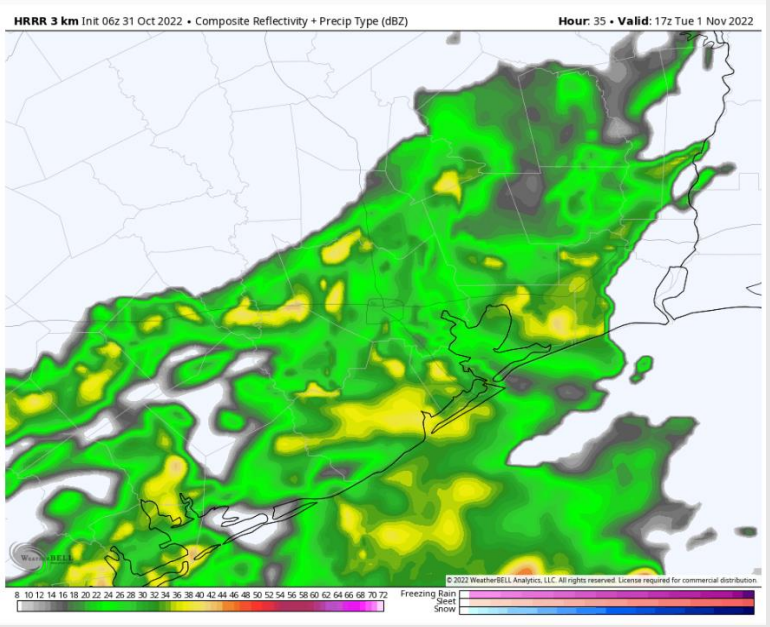 HRRR 3 km Init 06z 31 Oct 2022 • Composite Reflectivity + Precip Type (dBZ) Hour: 35 • Valid: 17z Tue 1 Nov 2022
WeatherBELL
© 2022 WeatherBELL Analytics, LLC. All rights reserved. License required for commercial distribution.
8 10 12 14 16 18 20 22 24 26 28 30 32 34 36 38 40 42 44 46 48 50 52 54 56 58 60 62 64 66 68 70 72
Freezing Rain
Sleet
Snow